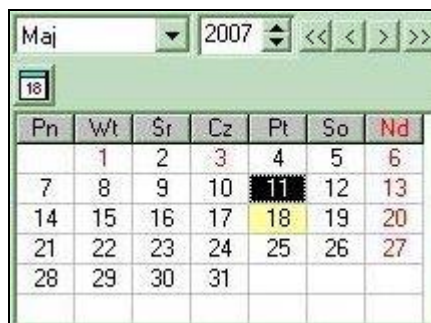 Maj 2007 << < > >>
18
Pn Wt Śr Cz Pt So Nd
1 2 3 4 5 6
7 8 9 10 11 12 13
14 15 16 17 18 19 20
21 22 23 24 25 26 27
28 29 30 31